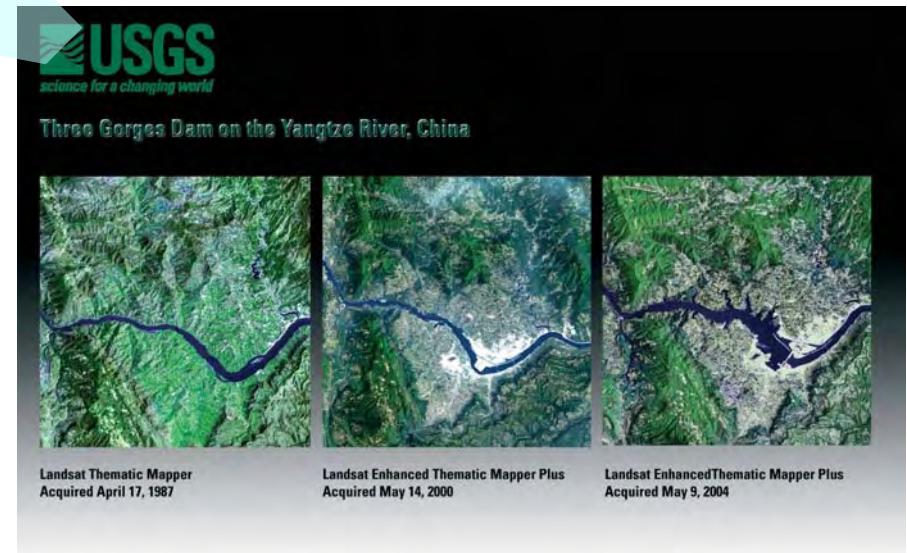 USGS
science for a changing world
Three Gorges Dam on the Yangtze River, China
Landsat Thematic Mapper
Acquired April 17, 1987
Landsat Enhanced Thematic Mapper Plus
Acquired May 14, 2000
Landsat EnhancedThematic Mapper Plus
Acquired May 9, 2004